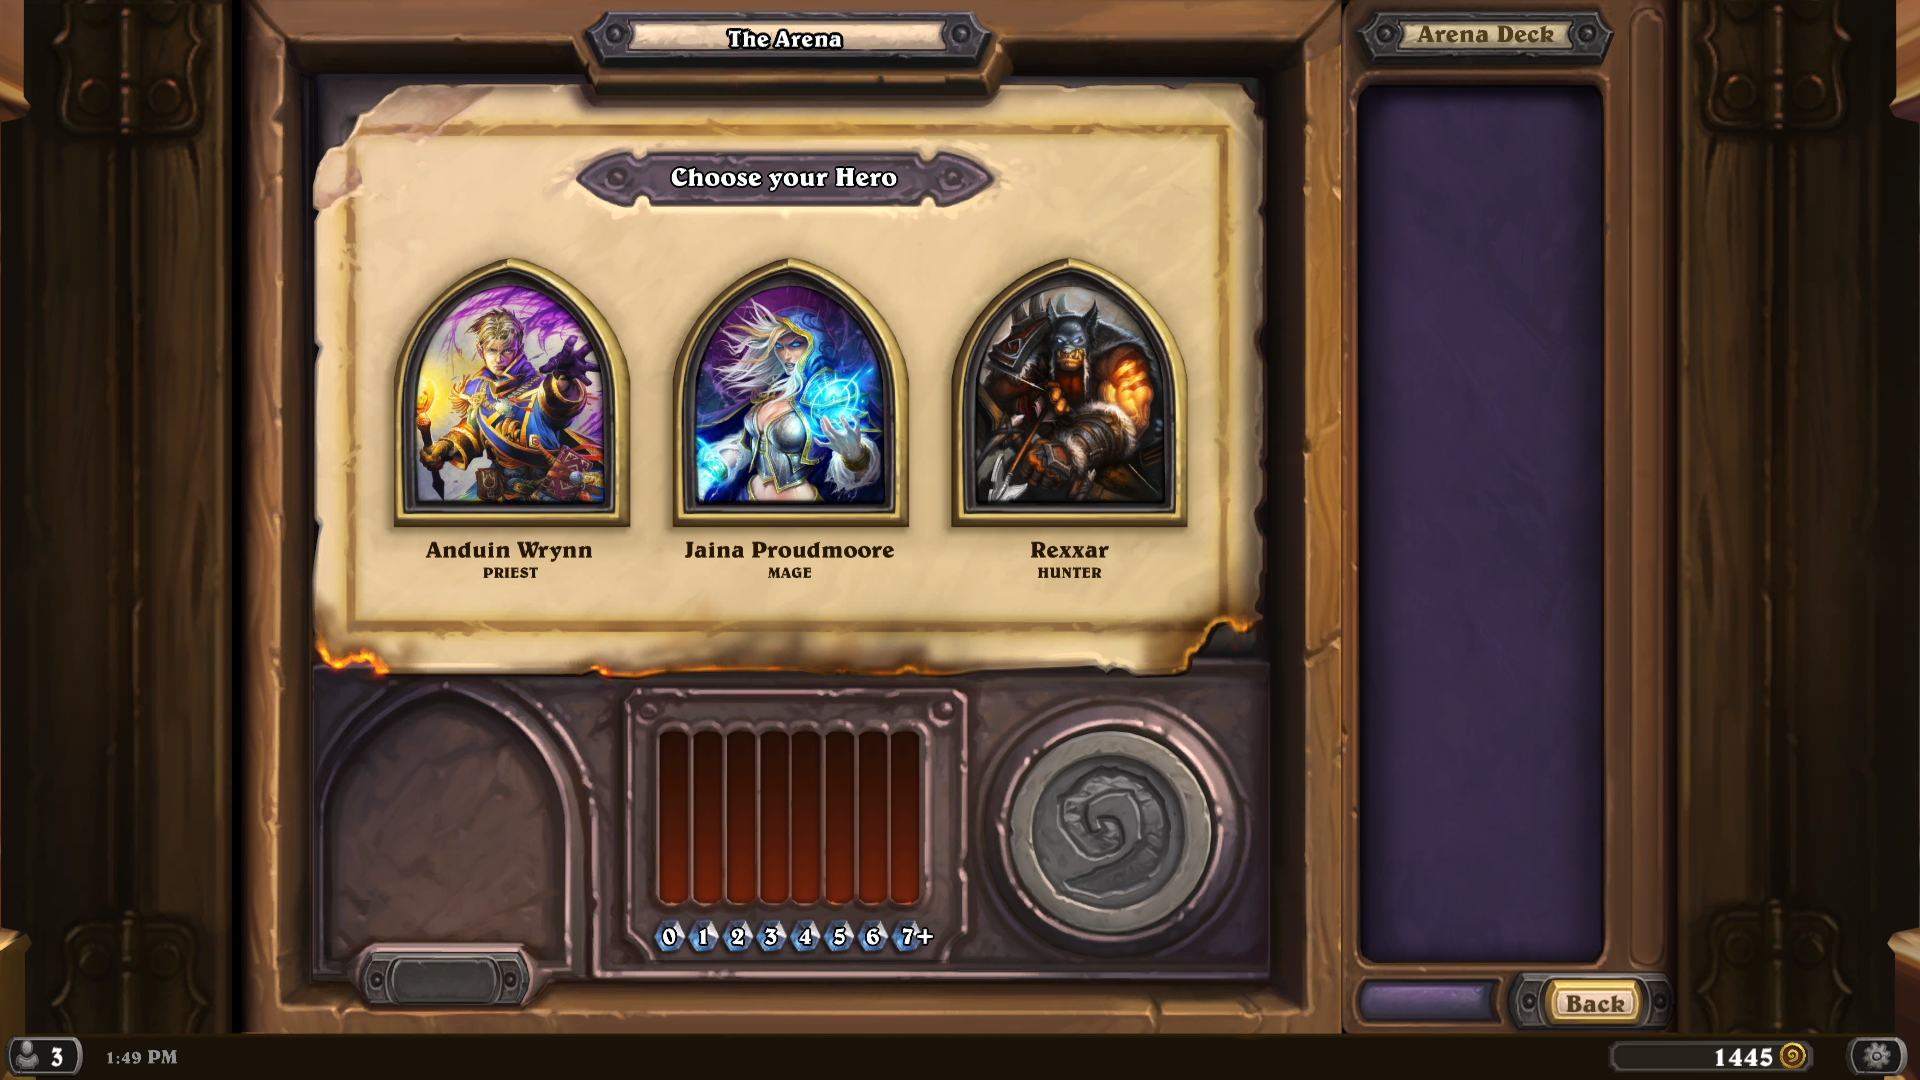 The Arena
Arena Deck
Choose your Hero
Anduin Wrynn
PRIEST
Jaina Proudmoore
MAGE
Rexxar
HUNTER
0 1 2 3 4 5 6 7+
Back
3
1:49 PM
1445